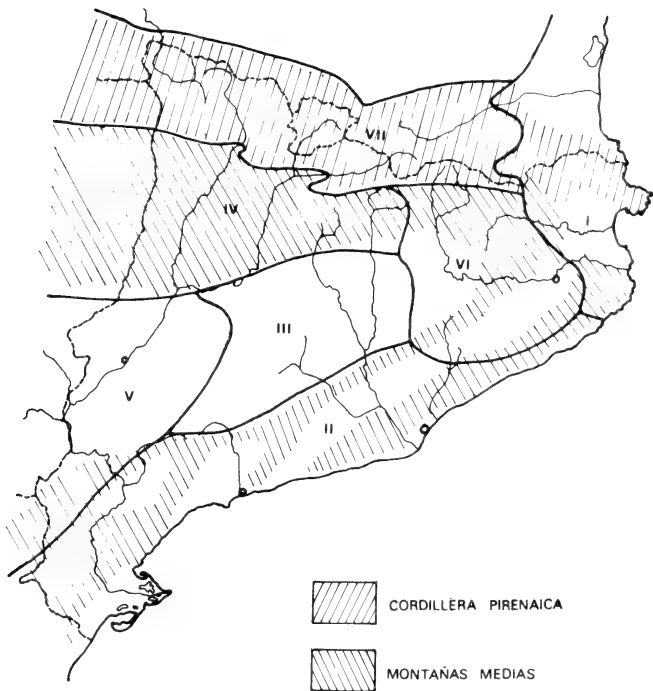 VII
I
IV
VI
III
V
II
CORDILLERA PIRENAICA
MONTAÑAS MEDIAS